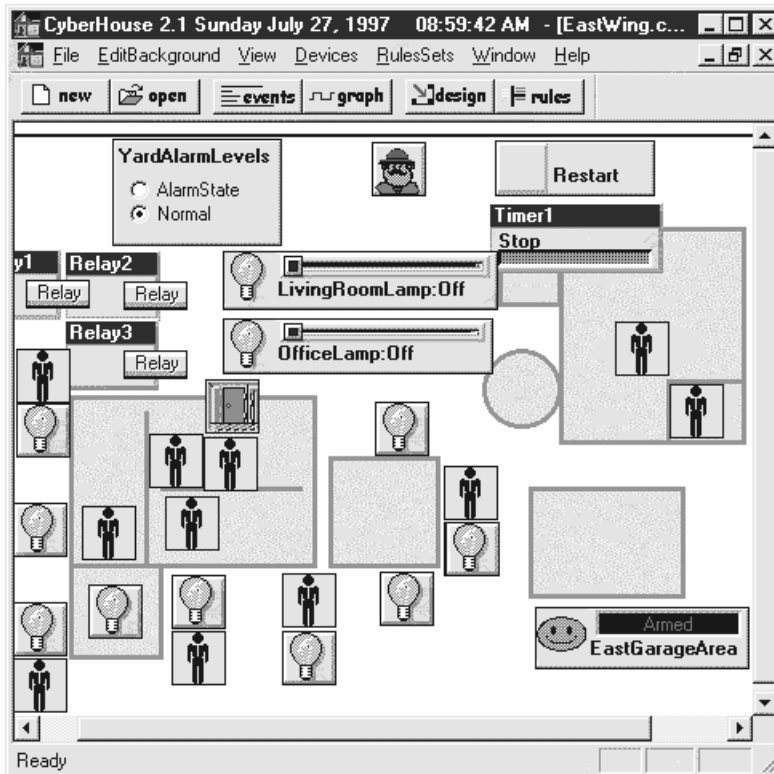 CyberHouse 2.1 Sunday July 27, 1997 08:59:42 AM - [EastWing.c...
File EditBackground View Devices RulesSets Window Help
new open events graph design rules
YardAlarmLevels
AlarmState
Normal
Restart
Timer1
Stop
y1
Relay
Relay2
Relay
LivingRoomLamp:Off
Relay3
Relay
OfficeLamp:Off
Armed
EastGarageArea
Ready